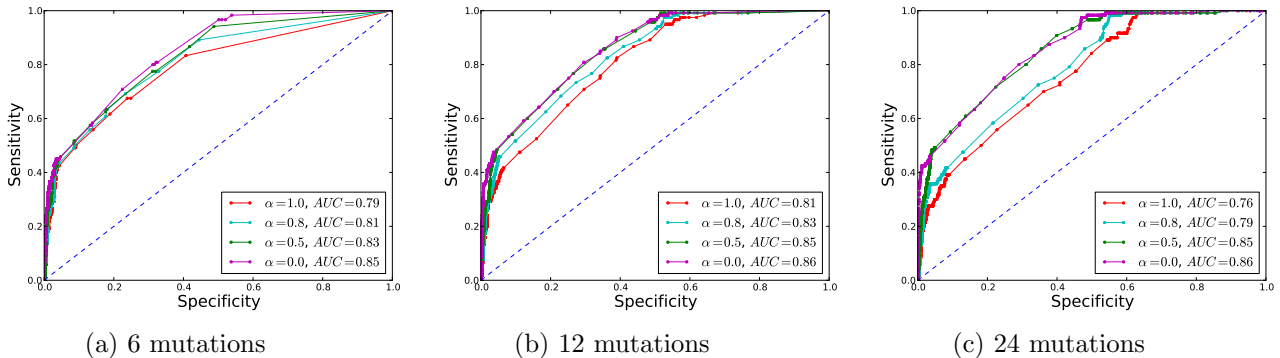 1.0
0.8
0.6
0.4
0.2
0.0
Sensitivity
0.0 0.2 0.4 0.6 0.8 1.0
Specificity
α=1.0, AUC=0.79
α=0.8, AUC=0.81
α=0.5, AUC=0.83
α=0.0, AUC=0.85
(a) 6 mutations
1.0
0.8
0.6
0.4
0.2
0.0
Sensitivity
0.0 0.2 0.4 0.6 0.8 1.0
Specificity
α=1.0, AUC=0.81
α=0.8, AUC=0.83
α=0.5, AUC=0.85
α=0.0, AUC=0.86
(b) 12 mutations
1.0
0.8
0.6
0.4
0.2
0.0
Sensitivity
0.0 0.2 0.4 0.6 0.8 1.0
Specificity
α=1.0, AUC=0.76
α=0.8, AUC=0.79
α=0.5, AUC=0.85
α=0.0, AUC=0.86
(c) 24 mutations